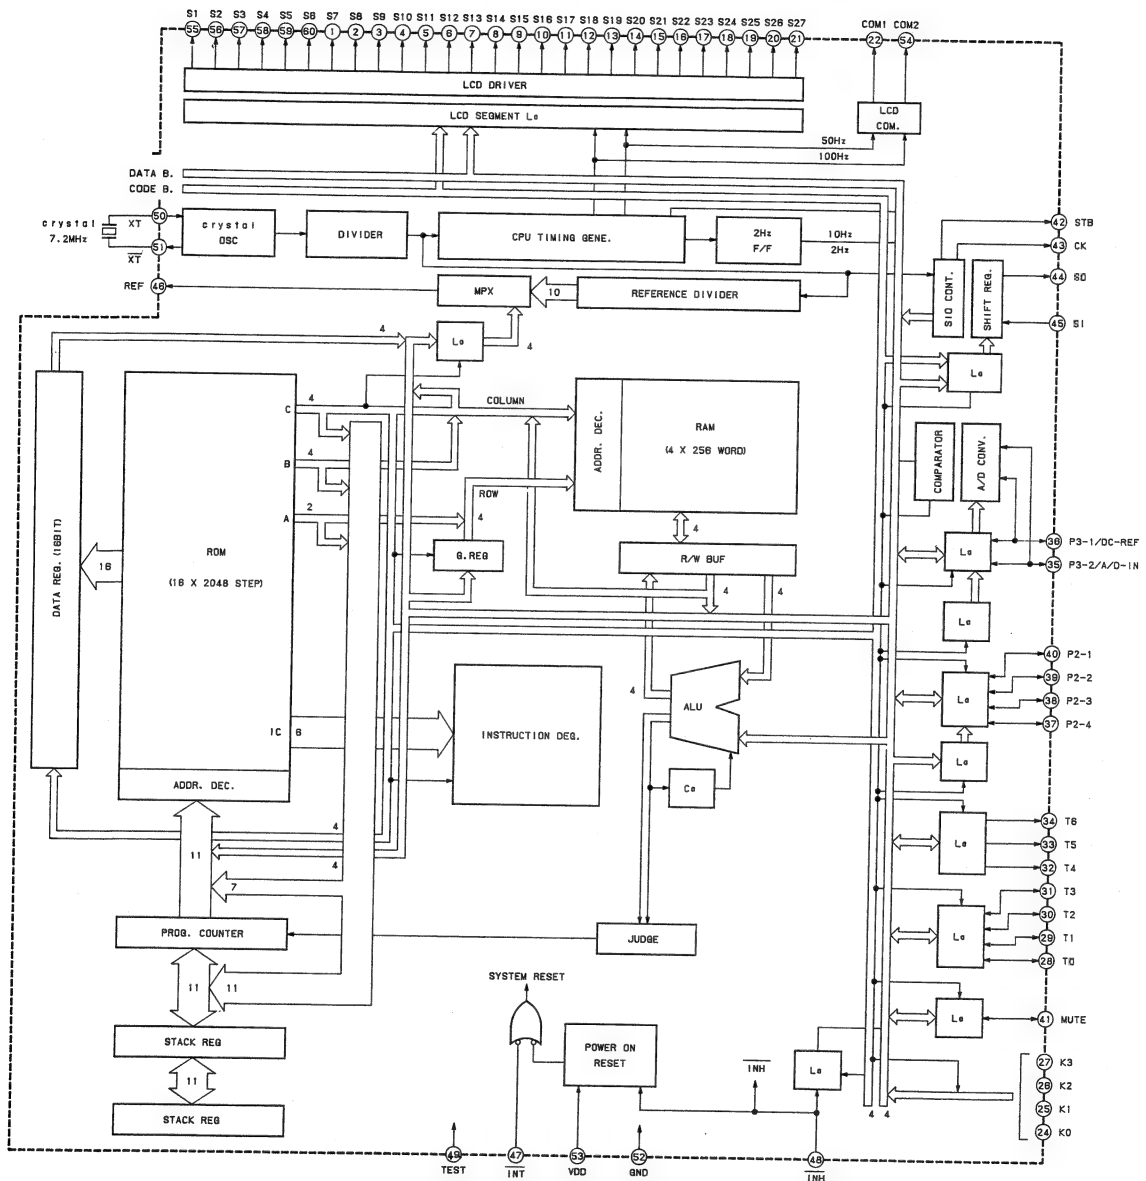 S1 S2 S3 S4 S5 S6 S7 S8 S9 S10 S11 S12 S13 S14 S15 S16 S17 S18 S19 S20 S21 S22 S23 S24 S25 S26 S27 COM1 COM2
55 56 57 58 59 60 1 2 3 4 5 6 7 8 9 10 11 12 13 14 15 16 17 18 19 20 21 22 54
LCD DRIVER
LCD SEGMENT La
LCD
COM.
50Hz
100Hz
DATA B.
CODE B.
crystal
7.2MHz
XT
50
51
XT
crystal
OSC
DIVIDER
CPU TIMING GENE.
2Hz
F/F
10Hz
2Hz
42 STB
43 CK
44 SO
45 SI
SIO CONT.
SHIFT REG.
REF
46
MPX
10
REFERENCE DIVIDER
4
La
4
La
DATA REG. (16BIT)
16
ROM
(16 X 2048 STEP)
C
4
B
4
A
2
IC
6
ADDR. DEC.
COLUMN
ROW
4
G.REG
ADDR. DEC.
RAM
(4 X 256 WORD)
4
R/W BUF
4
4
COMPARATOR
A/D CONV.
La
36 P3-1/DC-REF
35 P3-2/A/D-IN
La
40 P2-1
39 P2-2
38 P2-3
37 P2-4
La
La
INSTRUCTION DEG.
4
ALU
Ca
4
4
11
7
PROG. COUNTER
11
11
STACK REG
11
STACK REG
JUDGE
La
34 T6
33 T5
32 T4
La
31 T3
30 T2
29 T1
28 T0
La
41 MUTE
SYSTEM RESET
POWER ON
RESET
INH
La
4
4
27 K3
26 K2
25 K1
24 K0
49
TEST
47
INT
53
VDD
52
GND
48
INH